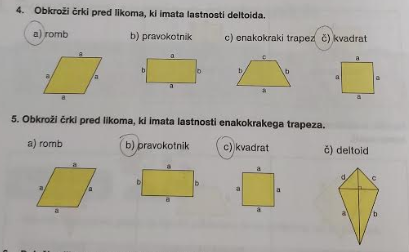 4. Obkroži črki pred likoma, ki imata lastnosti deltoida.
a) romb b) pravokotnik c) enakokraki trapez č) kvadrat
a a c a
a a b b b b a a
a a a a
5. Obkroži črki pred likoma, ki imata lastnosti enakokrakega trapeza.
a) romb b) pravokotnik c) kvadrat č) deltoid
a a a d c
a a b b a a a b
a a a